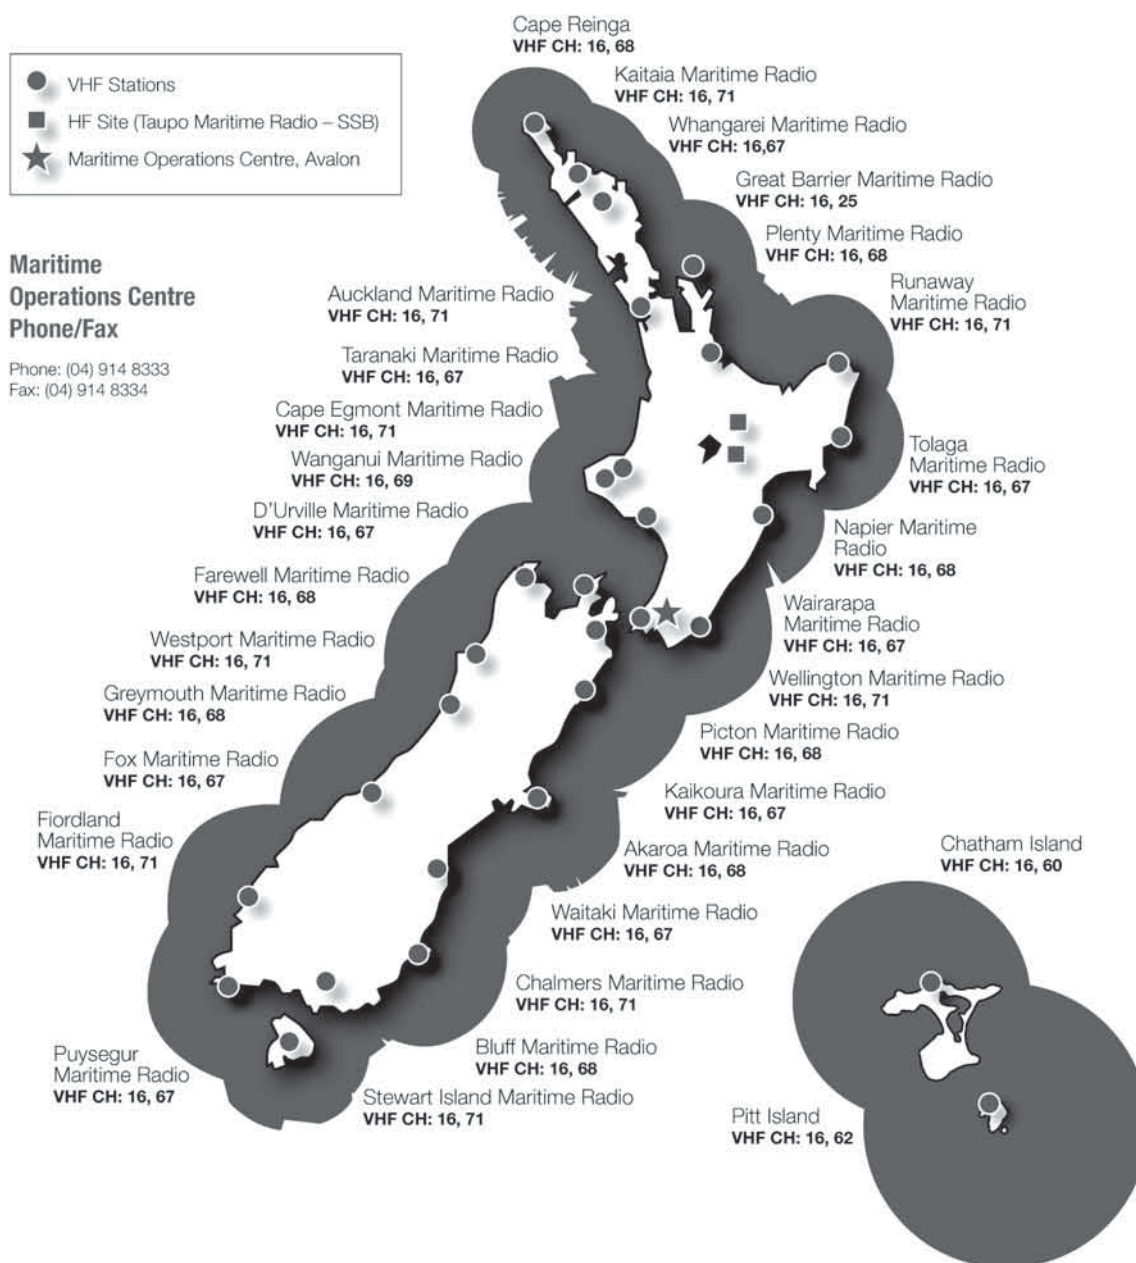 VHF Stations
HF Site (Taupo Maritime Radio – SSB)
Maritime Operations Centre, Avalon
Maritime
Operations Centre
Phone/Fax
Phone: (04) 914 8333
Fax: (04) 914 8334
Cape Reinga
VHF CH: 16, 68
Kaitaia Maritime Radio
VHF CH: 16, 71
Whangarei Maritime Radio
VHF CH: 16,67
Great Barrier Maritime Radio
VHF CH: 16, 25
Plenty Maritime Radio
VHF CH: 16, 68
Runaway
Maritime Radio
VHF CH: 16, 71
Auckland Maritime Radio
VHF CH: 16, 71
Taranaki Maritime Radio
VHF CH: 16, 67
Cape Egmont Maritime Radio
VHF CH: 16, 71
Wanganui Maritime Radio
VHF CH: 16, 69
D'Urville Maritime Radio
VHF CH: 16, 67
Farewell Maritime Radio
VHF CH: 16, 68
Westport Maritime Radio
VHF CH: 16, 71
Greymouth Maritime Radio
VHF CH: 16, 68
Fox Maritime Radio
VHF CH: 16, 67
Fiordland
Maritime Radio
VHF CH: 16, 71
Tolaga
Maritime Radio
VHF CH: 16, 67
Napier Maritime
Radio
VHF CH: 16, 68
Wairarapa
Maritime Radio
VHF CH: 16, 67
Wellington Maritime Radio
VHF CH: 16, 71
Picton Maritime Radio
VHF CH: 16, 68
Kaikoura Maritime Radio
VHF CH: 16, 67
Akaroa Maritime Radio
VHF CH: 16, 68
Waitaki Maritime Radio
VHF CH: 16, 67
Chalmers Maritime Radio
VHF CH: 16, 71
Bluff Maritime Radio
VHF CH: 16, 68
Stewart Island Maritime Radio
VHF CH: 16, 71
Puysegur
Maritime Radio
VHF CH: 16, 67
Chatham Island
VHF CH: 16, 60
Pitt Island
VHF CH: 16, 62